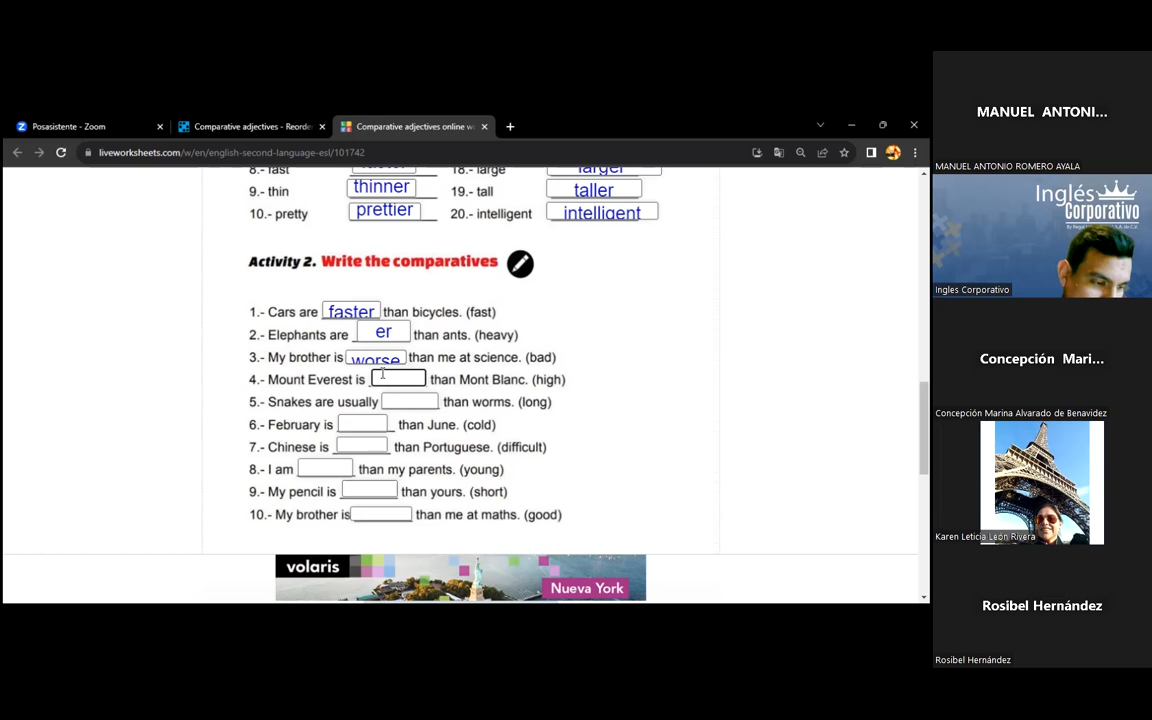 Posasistente - Zoom
Comparative adjectives - Reorde
Comparative adjectives online w
liveworksheets.com/w/en/english-second-language-esl/101742
8.- fast
18.- large larger
9.- thin thinner 19.- tall taller
10.- pretty prettier 20.- intelligent intelligent
Activity 2. Write the comparatives
1.- Cars are faster than bicycles. (fast)
2.- Elephants are er than ants. (heavy)
3.- My brother is worse than me at science. (bad)
4.- Mount Everest is than Mont Blanc. (high)
5.- Snakes are usually than worms. (long)
6.- February is than June. (cold)
7.- Chinese is than Portuguese. (difficult)
8.- I am than my parents. (young)
9.- My pencil is than yours. (short)
10.- My brother is than me at maths. (good)
volaris
Nueva York
MANUEL ANTONI...
MANUEL ANTONIO ROMERO AYALA
Inglés
Corporativo
Ingles Corporativo
Concepción Mari...
Concepción Marina Alvarado de Benavidez
Karen Leticia León Rivera
Rosibel Hernández
Rosibel Hernández